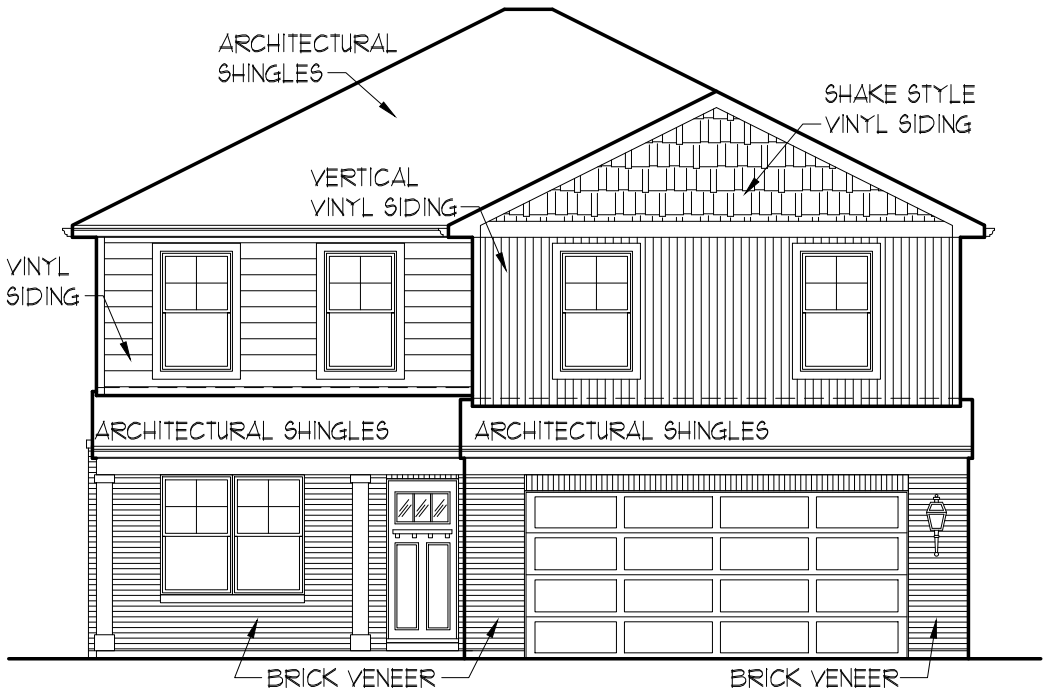 ARCHITECTURAL
SHINGLES
SHAKE STYLE
VINYL SIDING
VERTICAL
VINYL SIDING
VINYL
SIDING
ARCHITECTURAL SHINGLES
ARCHITECTURAL SHINGLES
BRICK VENEER
BRICK VENEER